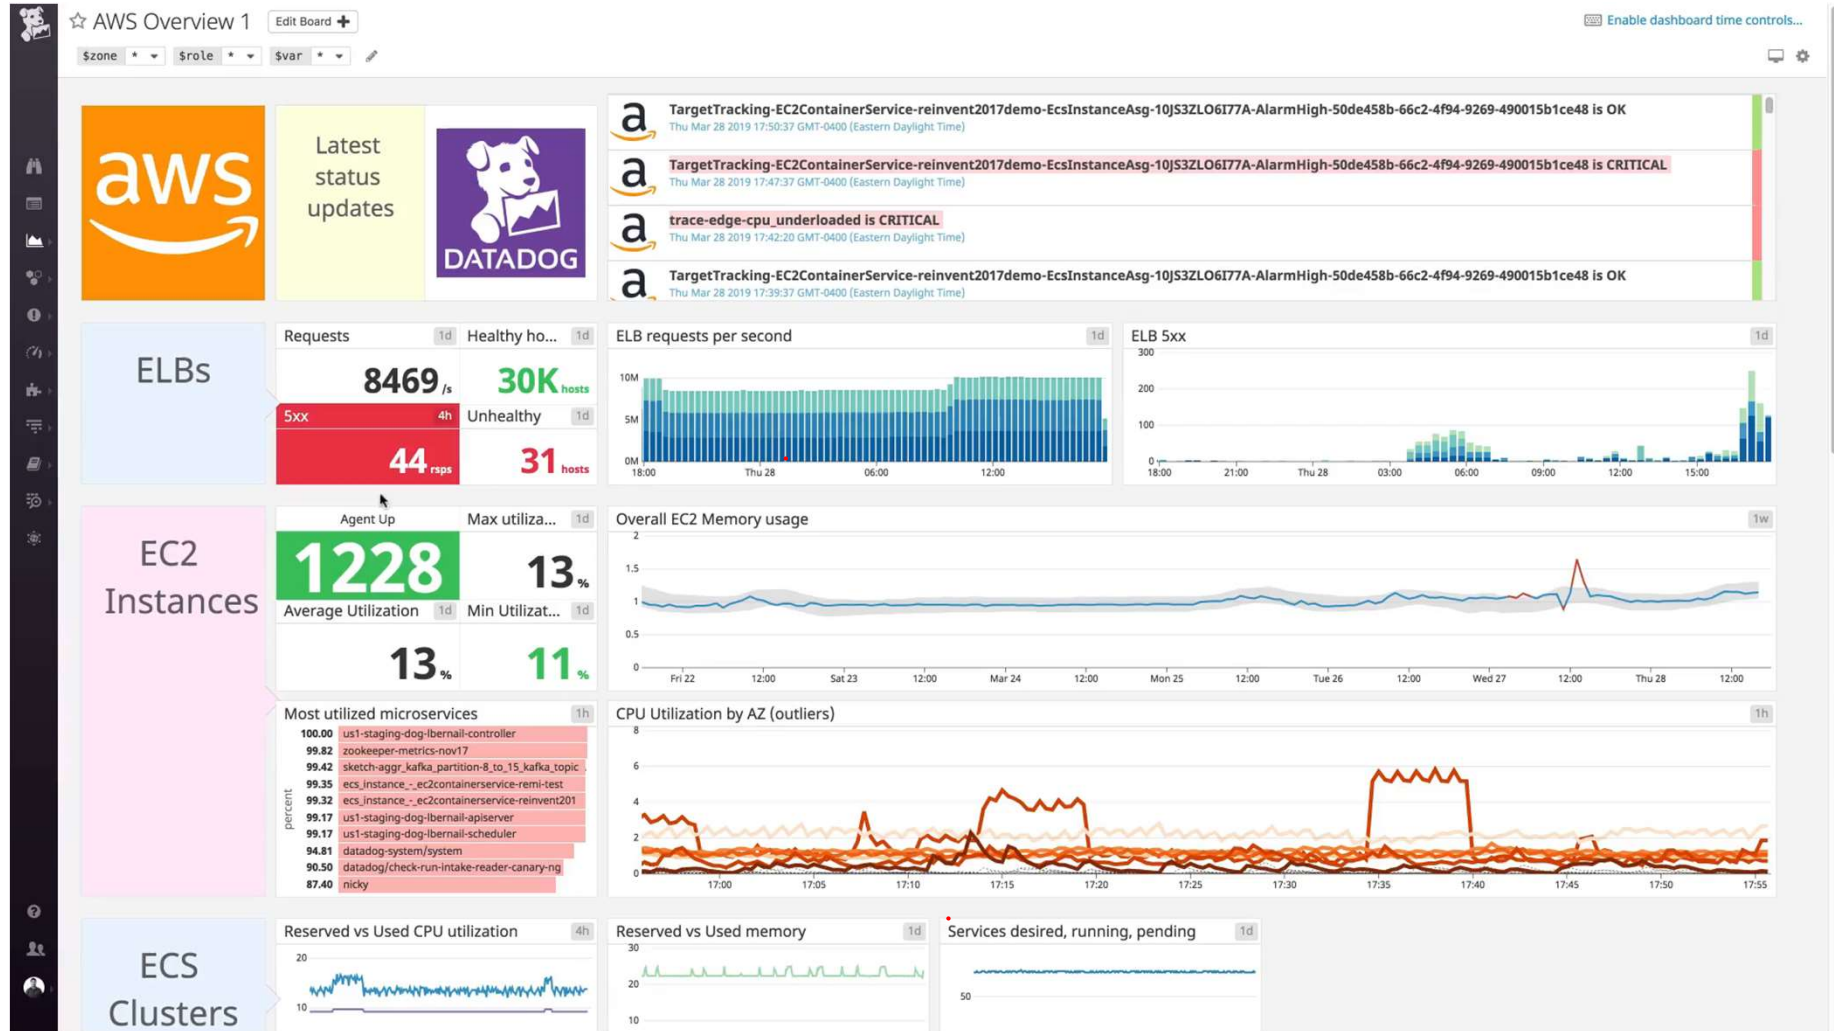 AWS Overview 1
Edit Board +
Enable dashboard time controls...
$zone *
$role *
$var *
aws
Latest
status
updates
DATADOG
TargetTracking-EC2ContainerService-reinvent2017demo-EcsInstanceAsg-10JS3ZLO6I77A-AlarmHigh-50de458b-66c2-4f94-9269-490015b1ce48 is OK
Thu Mar 28 2019 17:50:37 GMT-0400 (Eastern Daylight Time)
TargetTracking-EC2ContainerService-reinvent2017demo-EcsInstanceAsg-10JS3ZLO6I77A-AlarmHigh-50de458b-66c2-4f94-9269-490015b1ce48 is CRITICAL
Thu Mar 28 2019 17:47:37 GMT-0400 (Eastern Daylight Time)
trace-edge-cpu_underloaded is CRITICAL
Thu Mar 28 2019 17:42:20 GMT-0400 (Eastern Daylight Time)
TargetTracking-EC2ContainerService-reinvent2017demo-EcsInstanceAsg-10JS3ZLO6I77A-AlarmHigh-50de458b-66c2-4f94-9269-490015b1ce48 is OK
Thu Mar 28 2019 17:39:37 GMT-0400 (Eastern Daylight Time)
ELBs
Requests 1d
8469 /s
Healthy ho... 1d
30K hosts
5xx 4h
44 rsps
Unhealthy 1d
31 hosts
ELB requests per second 1d
10M
5M
0M
18:00 Thu 28 06:00 12:00
ELB 5xx 1d
300
200
100
0
18:00 21:00 Thu 28 03:00 06:00 09:00 12:00 15:00
EC2
Instances
Agent Up
1228
Max utiliza... 1d
13 %
Average Utilization 1d
13 %
Min Utilizat... 1d
11 %
Overall EC2 Memory usage 1w
2
1.5
1
0.5
0
Fri 22 12:00 Sat 23 12:00 Mar 24 12:00 Mon 25 12:00 Tue 26 12:00 Wed 27 12:00 Thu 28 12:00
Most utilized microservices 1h
percent
100.00 us1-staging-dog-lbernail-controller
99.82 zookeeper-metrics-nov17
99.42 sketch-aggr_kafka_partition-8_to_15_kafka_topic
99.35 ecs_instance_-_ec2containerservice-remi-test
99.32 ecs_instance_-_ec2containerservice-reinvent201
99.17 us1-staging-dog-lbernail-apiserver
99.17 us1-staging-dog-lbernail-scheduler
94.81 datadog-system/system
90.50 datadog/check-run-intake-reader-canary-ng
87.40 nicky
CPU Utilization by AZ (outliers) 1h
8
6
4
2
0
17:00 17:05 17:10 17:15 17:20 17:25 17:30 17:35 17:40 17:45 17:50 17:55
ECS
Clusters
Reserved vs Used CPU utilization 4h
20
10
Reserved vs Used memory 1d
30
20
10
Services desired, running, pending 1d
50